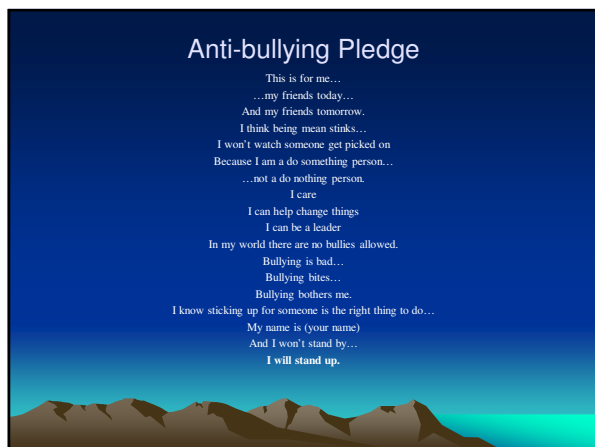 Anti-bullying Pledge
This is for me…
…my friends today…
And my friends tomorrow.
I think being mean stinks…
I won't watch someone get picked on
Because I am a do something person…
…not a do nothing person.
I care
I can help change things
I can be a leader
In my world there are no bullies allowed.
Bullying is bad…
Bullying bites…
Bullying bothers me.
I know sticking up for someone is the right thing to do…
My name is (your name)
And I won't stand by…
I will stand up.